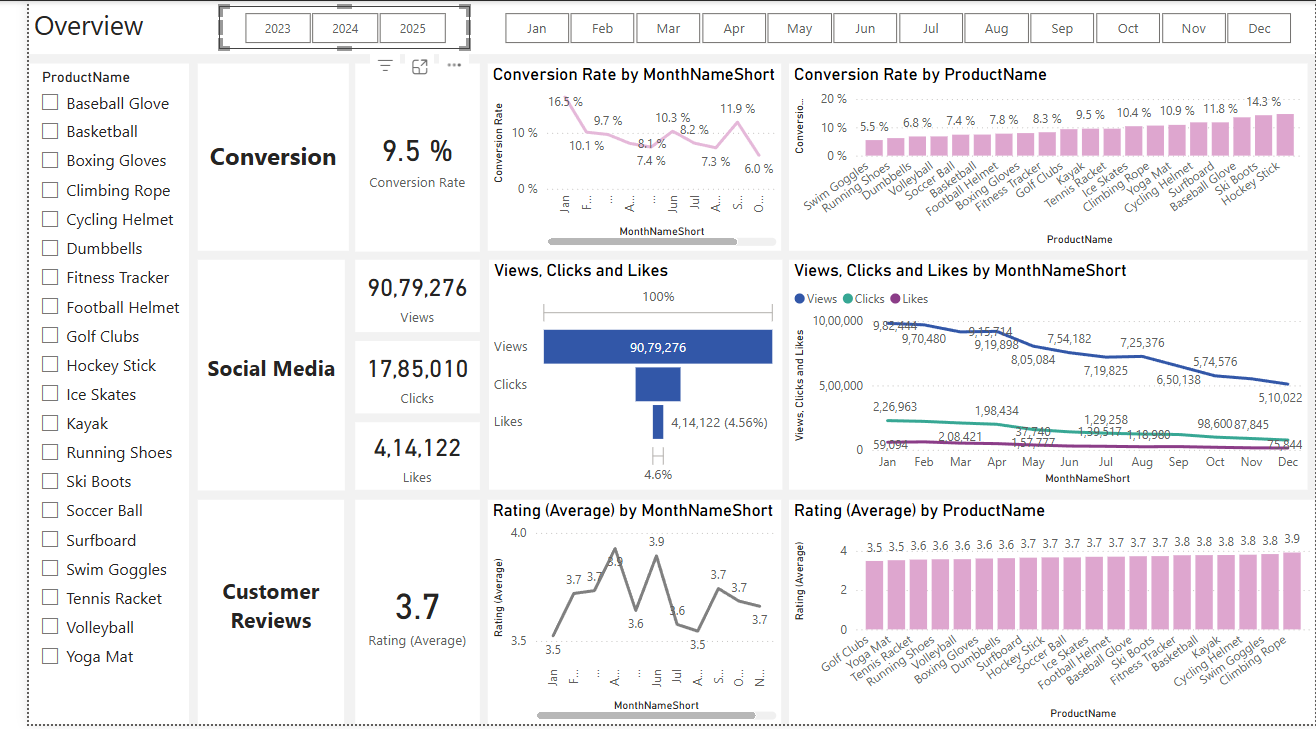 Overview
2023 2024 2025
Jan Feb Mar Apr May Jun Jul Aug Sep Oct Nov Dec
ProductName
Baseball Glove
Basketball
Boxing Gloves
Climbing Rope
Cycling Helmet
Dumbbells
Fitness Tracker
Football Helmet
Golf Clubs
Hockey Stick
Ice Skates
Kayak
Running Shoes
Ski Boots
Soccer Ball
Surfboard
Swim Goggles
Tennis Racket
Volleyball
Yoga Mat
Conversion
9.5 %
Conversion Rate
Conversion Rate by MonthNameShort
Conversion Rate
10 %
0 %
16.5 % 10.1 % 9.7 % 8.1 % 7.4 % 10.3 % 8.2 % 7.3 % 11.9 % 6.0 %
Jan F... ... A... ... Jun Jul A... S... O...
MonthNameShort
Conversion Rate by ProductName
Conversio...
20 %
10 %
0 %
5.5 % 6.8 % 7.4 % 7.8 % 8.3 % 9.5 % 10.4 % 10.9 % 11.8 % 14.3 %
Swim Goggles
Running Shoes
Dumbbells
Volleyball
Soccer Ball
Basketball
Football Helmet
Boxing Gloves
Fitness Tracker
Golf Clubs
Kayak
Tennis Racket
Ice Skates
Climbing Rope
Yoga Mat
Cycling Helmet
Surfboard
Baseball Glove
Ski Boots
Hockey Stick
ProductName
Social Media
90,79,276
Views
17,85,010
Clicks
4,14,122
Likes
Views, Clicks and Likes
100%
Views
90,79,276
Clicks
Likes
4,14,122 (4.56%)
4.6%
Views, Clicks and Likes by MonthNameShort
Views Clicks Likes
Views, Clicks and Likes
10,00,000
5,00,000
0
9,82,444 9,70,480 9,19,898 9,15,714 8,05,084 7,54,182 7,19,825 7,25,376 6,50,138 5,74,576 5,10,022
2,26,963 2,08,421 1,98,434 1,57,777 1,39,517 1,29,258 1,18,980 98,600 87,845 75,844
59,094 37,740
Jan Feb Mar Apr May Jun Jul Aug Sep Oct Nov Dec
MonthNameShort
Customer
Reviews
3.7
Rating (Average)
Rating (Average) by MonthNameShort
Rating (Average)
4.0
3.5
3.5 3.7 3.7 3.9 3.6 3.9 3.6 3.5 3.7 3.7 3.7
Jan F... ... A... ... Jun Jul A... S... O... N...
MonthNameShort
Rating (Average) by ProductName
Rating (Average)
4
2
0
3.5 3.5 3.6 3.6 3.6 3.6 3.6 3.7 3.7 3.7 3.7 3.7 3.7 3.7 3.8 3.8 3.8 3.8 3.8 3.9
Golf Clubs
Yoga Mat
Tennis Racket
Running Shoes
Volleyball
Boxing Gloves
Dumbbells
Surfboard
Hockey Stick
Soccer Ball
Ice Skates
Football Helmet
Baseball Glove
Ski Boots
Fitness Tracker
Basketball
Kayak
Cycling Helmet
Swim Goggles
Climbing Rope
ProductName